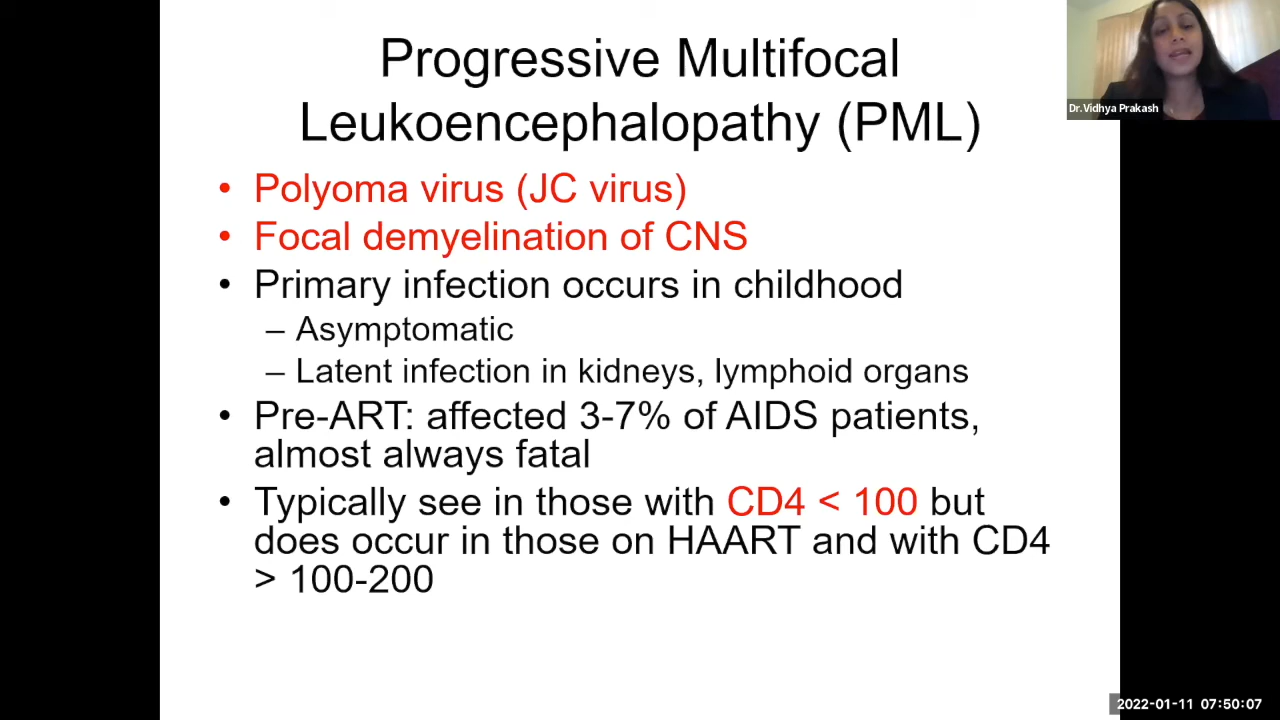 Progressive Multifocal
Leukoencephalopathy (PML)
Dr.Vidhya Prakash
• Polyoma virus (JC virus)
• Focal demyelination of CNS
• Primary infection occurs in childhood
– Asymptomatic
– Latent infection in kidneys, lymphoid organs
• Pre-ART: affected 3-7% of AIDS patients,
almost always fatal
• Typically see in those with CD4 < 100 but
does occur in those on HAART and with CD4
> 100-200
2022-01-11 07:50:07